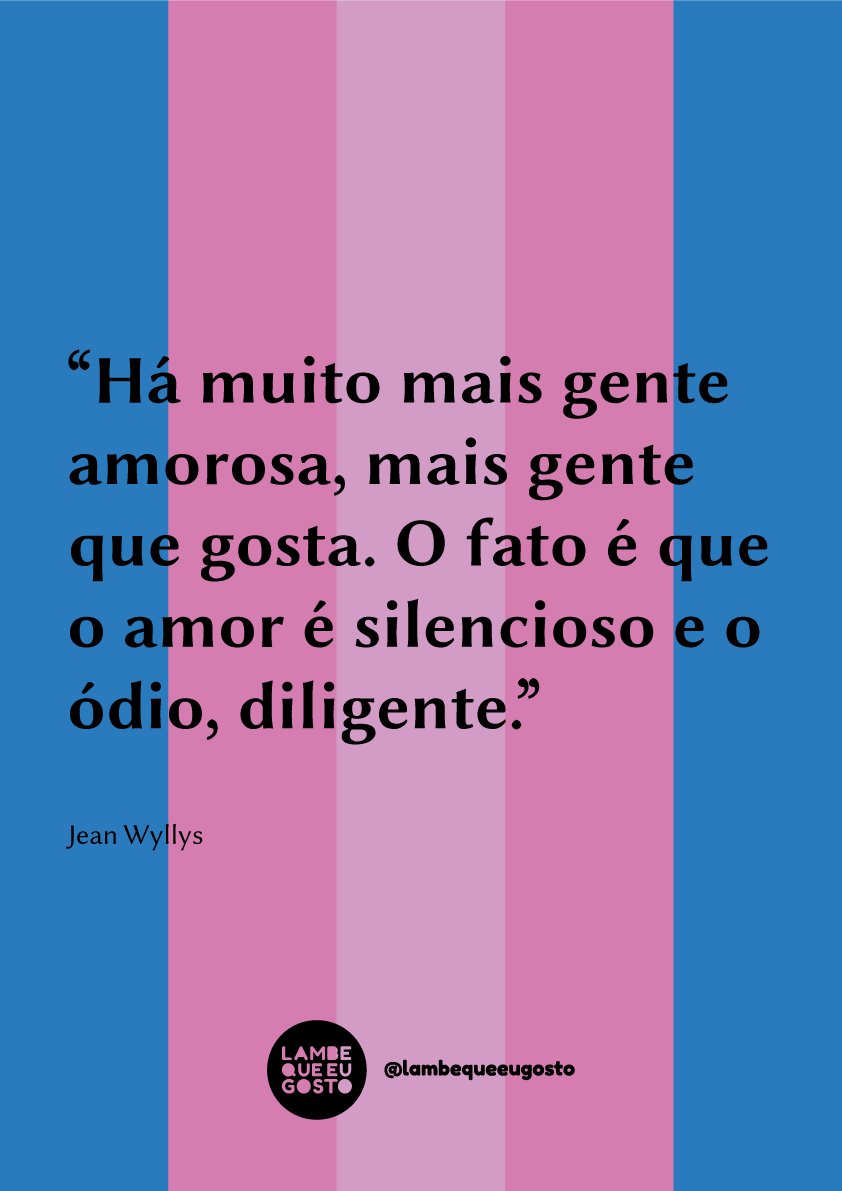 “Há muito mais gente
amorosa, mais gente
que gosta. O fato é que
o amor é silencioso e o
ódio, diligente.”
Jean Wyllys
LAMBE
QUE EU
GOSTO
@lambequeeugosto